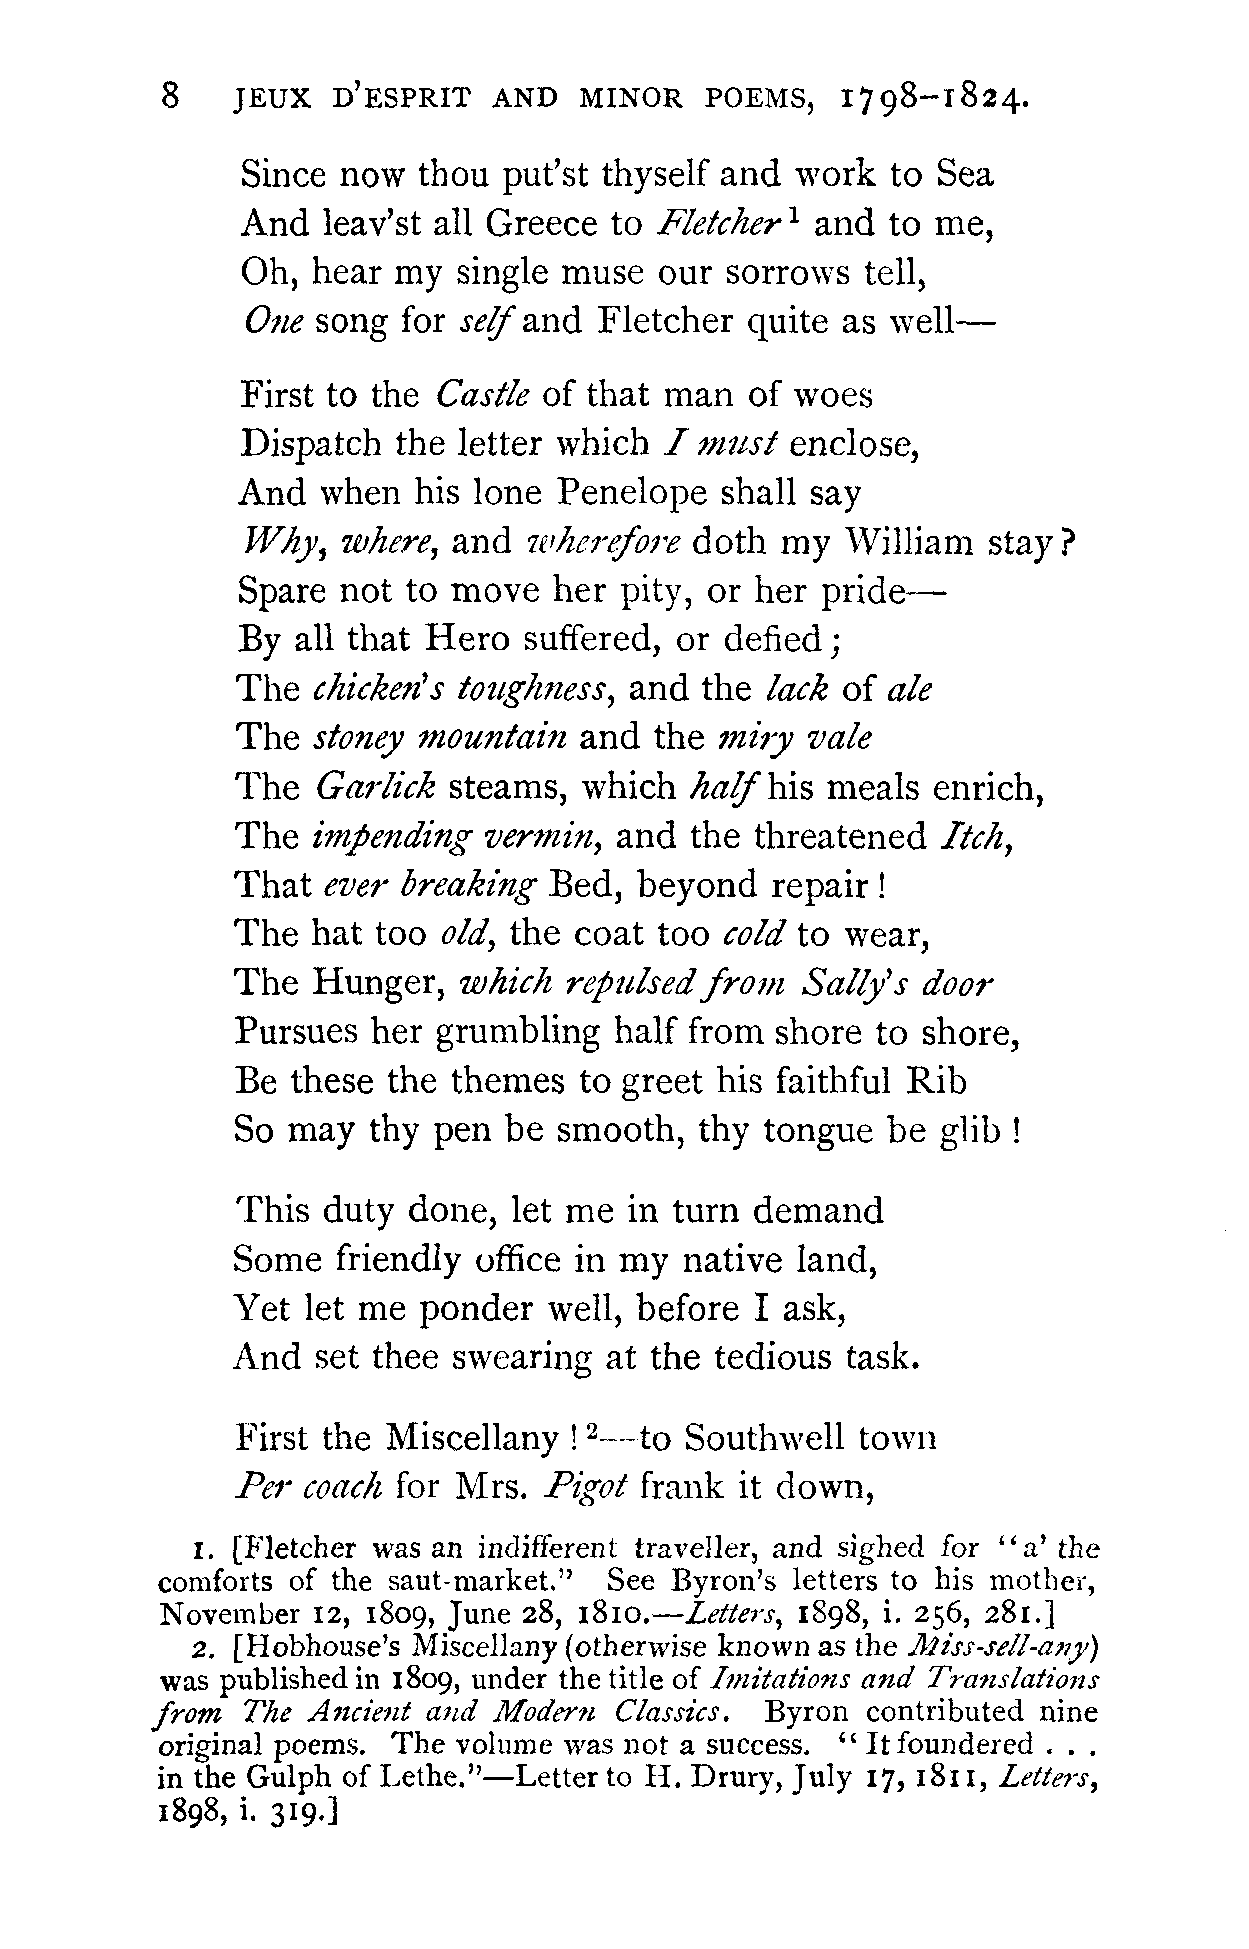 8 JEUX D'ESPRIT AND MINOR POEMS, 1798–1824.
Since now thou put'st thyself and work to Sea
And leav'st all Greece to Fletcher¹ and to me,
Oh, hear my single muse our sorrows tell,
One song for self and Fletcher quite as well—
First to the Castle of that man of woes
Dispatch the letter which I must enclose,
And when his lone Penelope shall say
Why, where, and wherefore doth my William stay?
Spare not to move her pity, or her pride—
By all that Hero suffered, or defied;
The chicken's toughness, and the lack of ale
The stoney mountain and the miry vale
The Garlick steams, which half his meals enrich,
The impending vermin, and the threatened Itch,
That ever breaking Bed, beyond repair!
The hat too old, the coat too cold to wear,
The Hunger, which repulsed from Sally's door
Pursues her grumbling half from shore to shore,
Be these the themes to greet his faithful Rib
So may thy pen be smooth, thy tongue be glib!
This duty done, let me in turn demand
Some friendly office in my native land,
Yet let me ponder well, before I ask,
And set thee swearing at the tedious task.
First the Miscellany!²—to Southwell town
Per coach for Mrs. Pigot frank it down,
1. [Fletcher was an indifferent traveller, and sighed for "a' the
comforts of the saut-market." See Byron's letters to his mother,
November 12, 1809, June 28, 1810.—Letters, 1898, i. 256, 281.]
2. [Hobhouse's Miscellany (otherwise known as the Miss-sell-any)
was published in 1809, under the title of Imitations and Translations
from The Ancient and Modern Classics. Byron contributed nine
original poems. The volume was not a success. "It foundered . . .
in the Gulph of Lethe."—Letter to H. Drury, July 17, 1811, Letters,
1898, i. 319.]